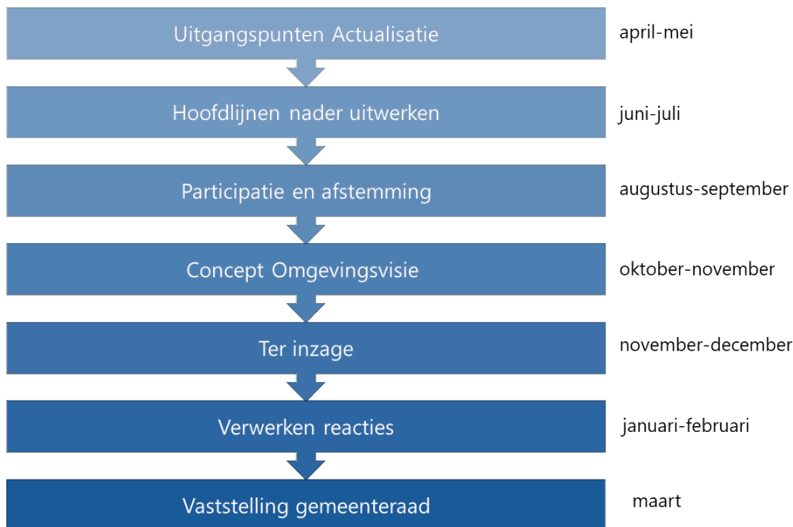 Uitgangspunten Actualisatie april-mei
Hoofdlijnen nader uitwerken juni-juli
Participatie en afstemming augustus-september
Concept Omgevingsvisie oktober-november
Ter inzage november-december
Verwerken reacties januari-februari
Vaststelling gemeenteraad maart